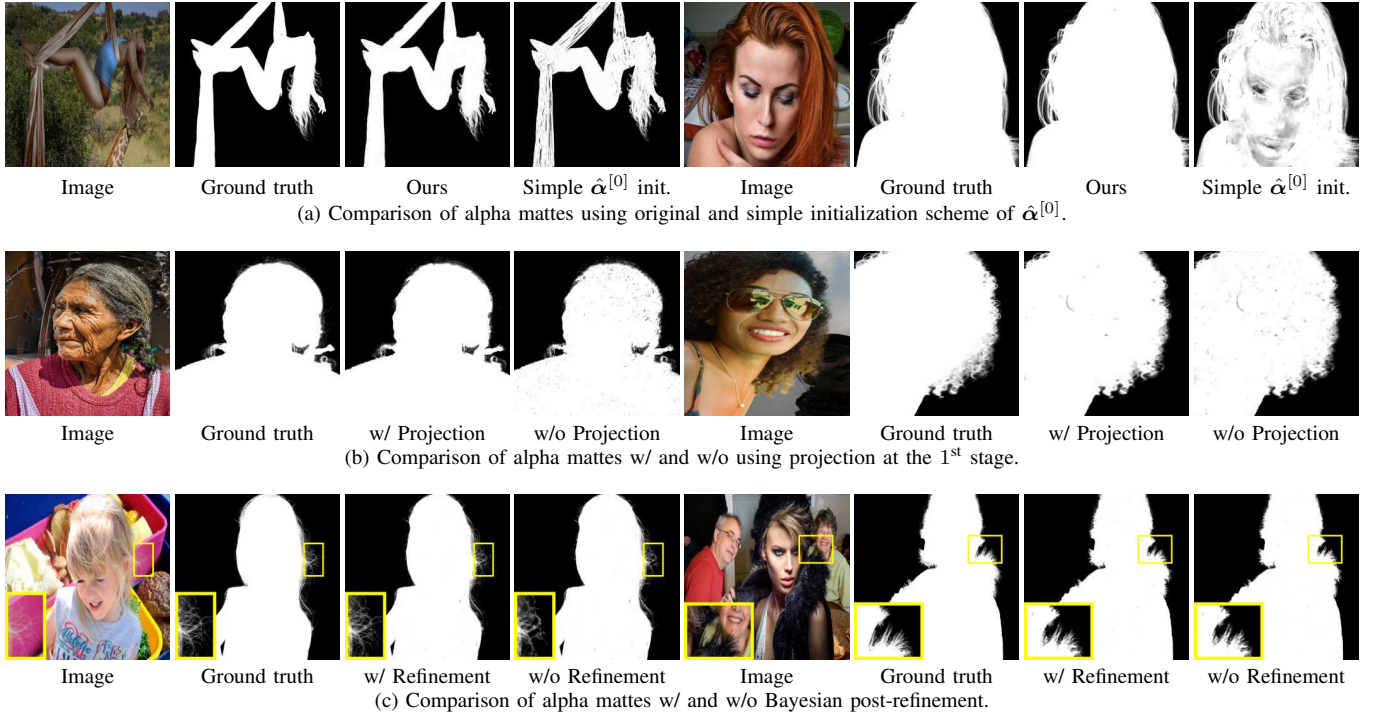 Image Ground truth Ours Simple α̂^[0] init. Image Ground truth Ours Simple α̂^[0] init.
(a) Comparison of alpha mattes using original and simple initialization scheme of α̂^[0].
Image Ground truth w/ Projection w/o Projection Image Ground truth w/ Projection w/o Projection
(b) Comparison of alpha mattes w/ and w/o using projection at the 1st stage.
Image Ground truth w/ Refinement w/o Refinement Image Ground truth w/ Refinement w/o Refinement
(c) Comparison of alpha mattes w/ and w/o Bayesian post-refinement.